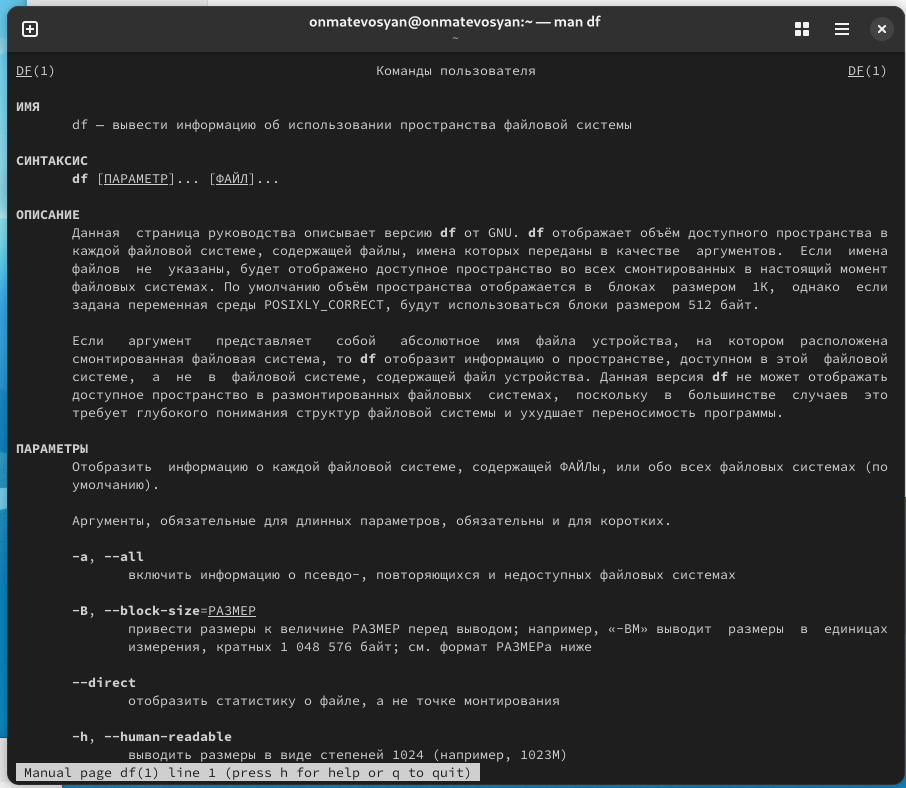 onmatevosyan@onmatevosyan:~ — man df
~
DF(1) Команды пользователя DF(1)
ИМЯ
df — вывести информацию об использовании пространства файловой системы
СИНТАКСИС
df [ПАРАМЕТР]... [ФАЙЛ]...
ОПИСАНИЕ
Данная страница руководства описывает версию df от GNU. df отображает объём доступного пространства в
каждой файловой системе, содержащей файлы, имена которых переданы в качестве аргументов. Если имена
файлов не указаны, будет отображено доступное пространство во всех смонтированных в настоящий момент
файловых системах. По умолчанию объём пространства отображается в блоках размером 1K, однако если
задана переменная среды POSIXLY_CORRECT, будут использоваться блоки размером 512 байт.
Если аргумент представляет собой абсолютное имя файла устройства, на котором расположена
смонтированная файловая система, то df отобразит информацию о пространстве, доступном в этой файловой
системе, а не в файловой системе, содержащей файл устройства. Данная версия df не может отображать
доступное пространство в размонтированных файловых системах, поскольку в большинстве случаев это
требует глубокого понимания структур файловой системы и ухудшает переносимость программы.
ПАРАМЕТРЫ
Отобразить информацию о каждой файловой системе, содержащей ФАЙЛы, или обо всех файловых системах (по
умолчанию).
Аргументы, обязательные для длинных параметров, обязательны и для коротких.
-a, --all
включить информацию о псевдо-, повторяющихся и недоступных файловых системах
-B, --block-size=РАЗМЕР
привести размеры к величине РАЗМЕР перед выводом; например, «-BM» выводит размеры в единицах
измерения, кратных 1 048 576 байт; см. формат РАЗМЕРа ниже
--direct
отобразить статистику о файле, а не точке монтирования
-h, --human-readable
выводить размеры в виде степеней 1024 (например, 1023M)
Manual page df(1) line 1 (press h for help or q to quit)